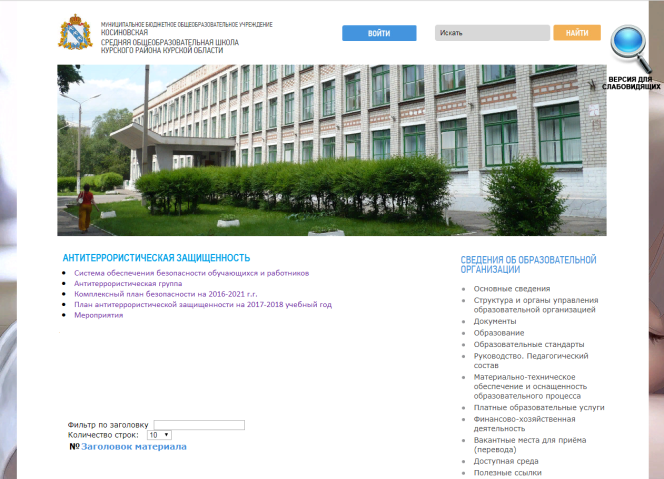 МУНИЦИПАЛЬНОЕ БЮДЖЕТНОЕ ОБЩЕОБРАЗОВАТЕЛЬНОЕ УЧРЕЖДЕНИЕ
КОСИНОВСКАЯ
СРЕДНЯЯ ОБЩЕОБРАЗОВАТЕЛЬНАЯ ШКОЛА
КУРСКОГО РАЙОНА КУРСКОЙ ОБЛАСТИ
ВОЙТИ
Искать
НАЙТИ
ВЕРСИЯ ДЛЯ
СЛАБОВИДЯЩИХ
АНТИТЕРРОРИСТИЧЕСКАЯ ЗАЩИЩЕННОСТЬ
Система обеспечения безопасности обучающихся и работников
Антитеррористическая группа
Комплексный план безопасности на 2016-2021 г.г.
План антитеррористической защищенности на 2017-2018 учебный год
Мероприятия
Фильтр по заголовку
Количество строк: 10
№ Заголовок материала
СВЕДЕНИЯ ОБ ОБРАЗОВАТЕЛЬНОЙ
ОРГАНИЗАЦИИ
Основные сведения
Структура и органы управления
образовательной организацией
Документы
Образование
Образовательные стандарты
Руководство. Педагогический
состав
Материально-техническое
обеспечение и оснащенность
образовательного процесса
Платные образовательные услуги
Финансово-хозяйственная
деятельность
Вакантные места для приёма
(перевода)
Доступная среда
Полезные ссылки